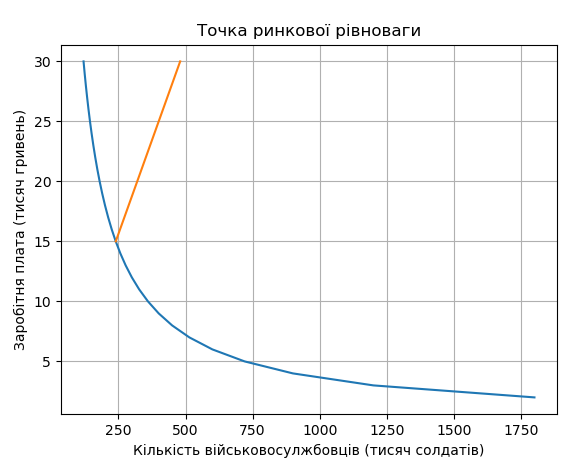 Точка ринкової рівноваги
Заробітня плата (тисяч гривень)
30
25
20
15
10
5
250 500 750 1000 1250 1500 1750
Кількість військовосулжбовців (тисяч солдатів)